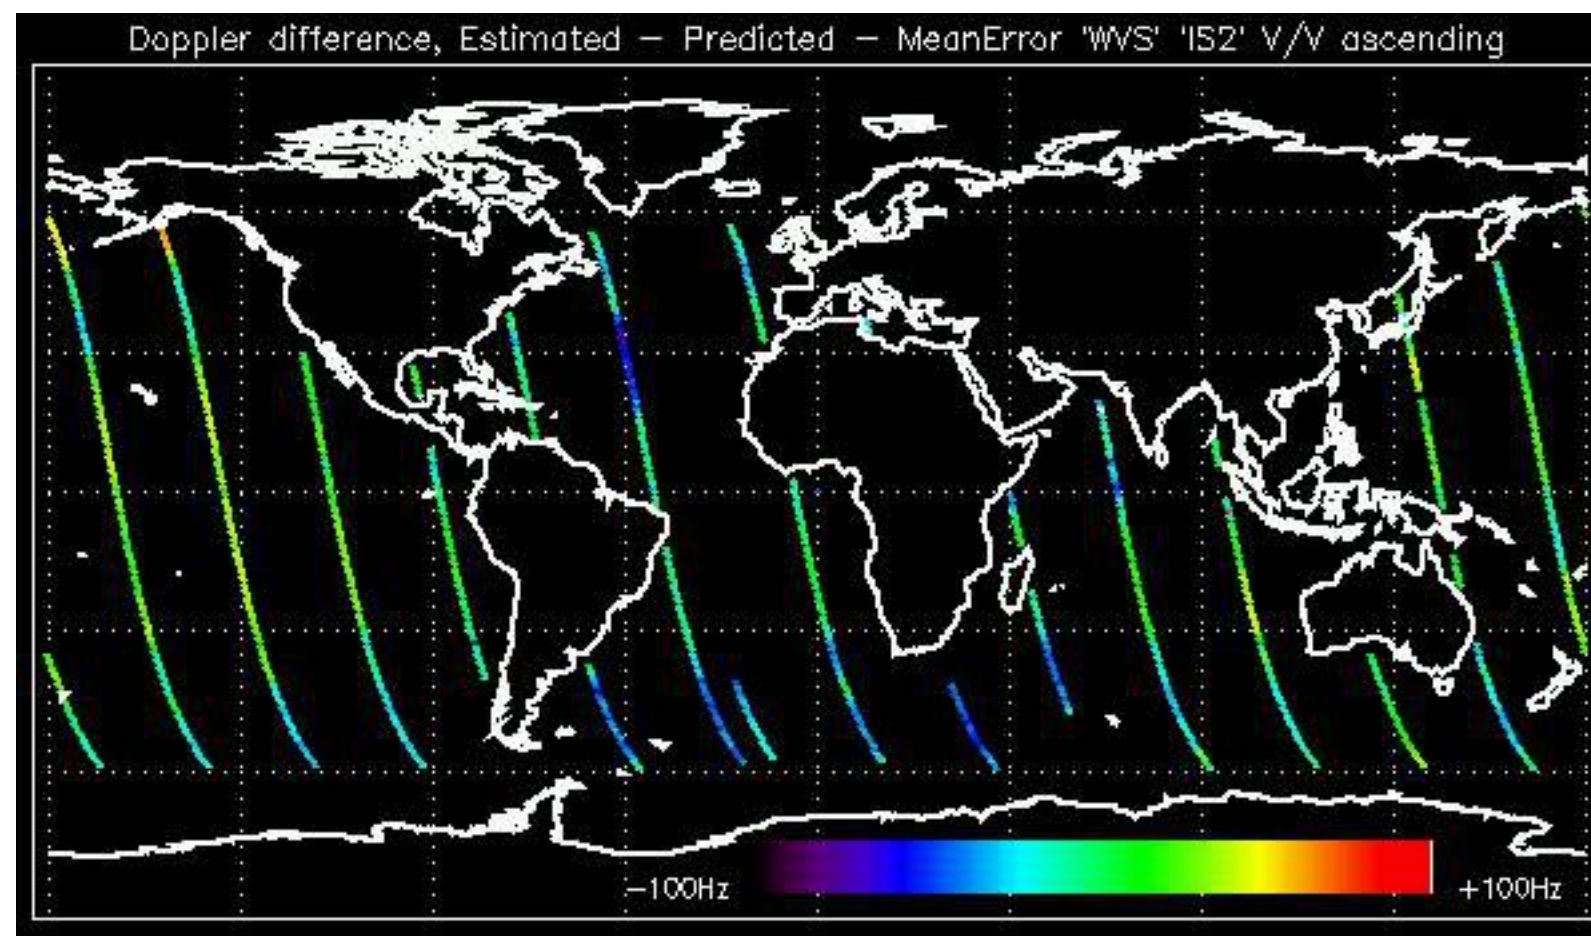 Doppler difference, Estimated − Predicted − MeanError 'WVS' 'IS2' V/V ascending
−100Hz
+100Hz